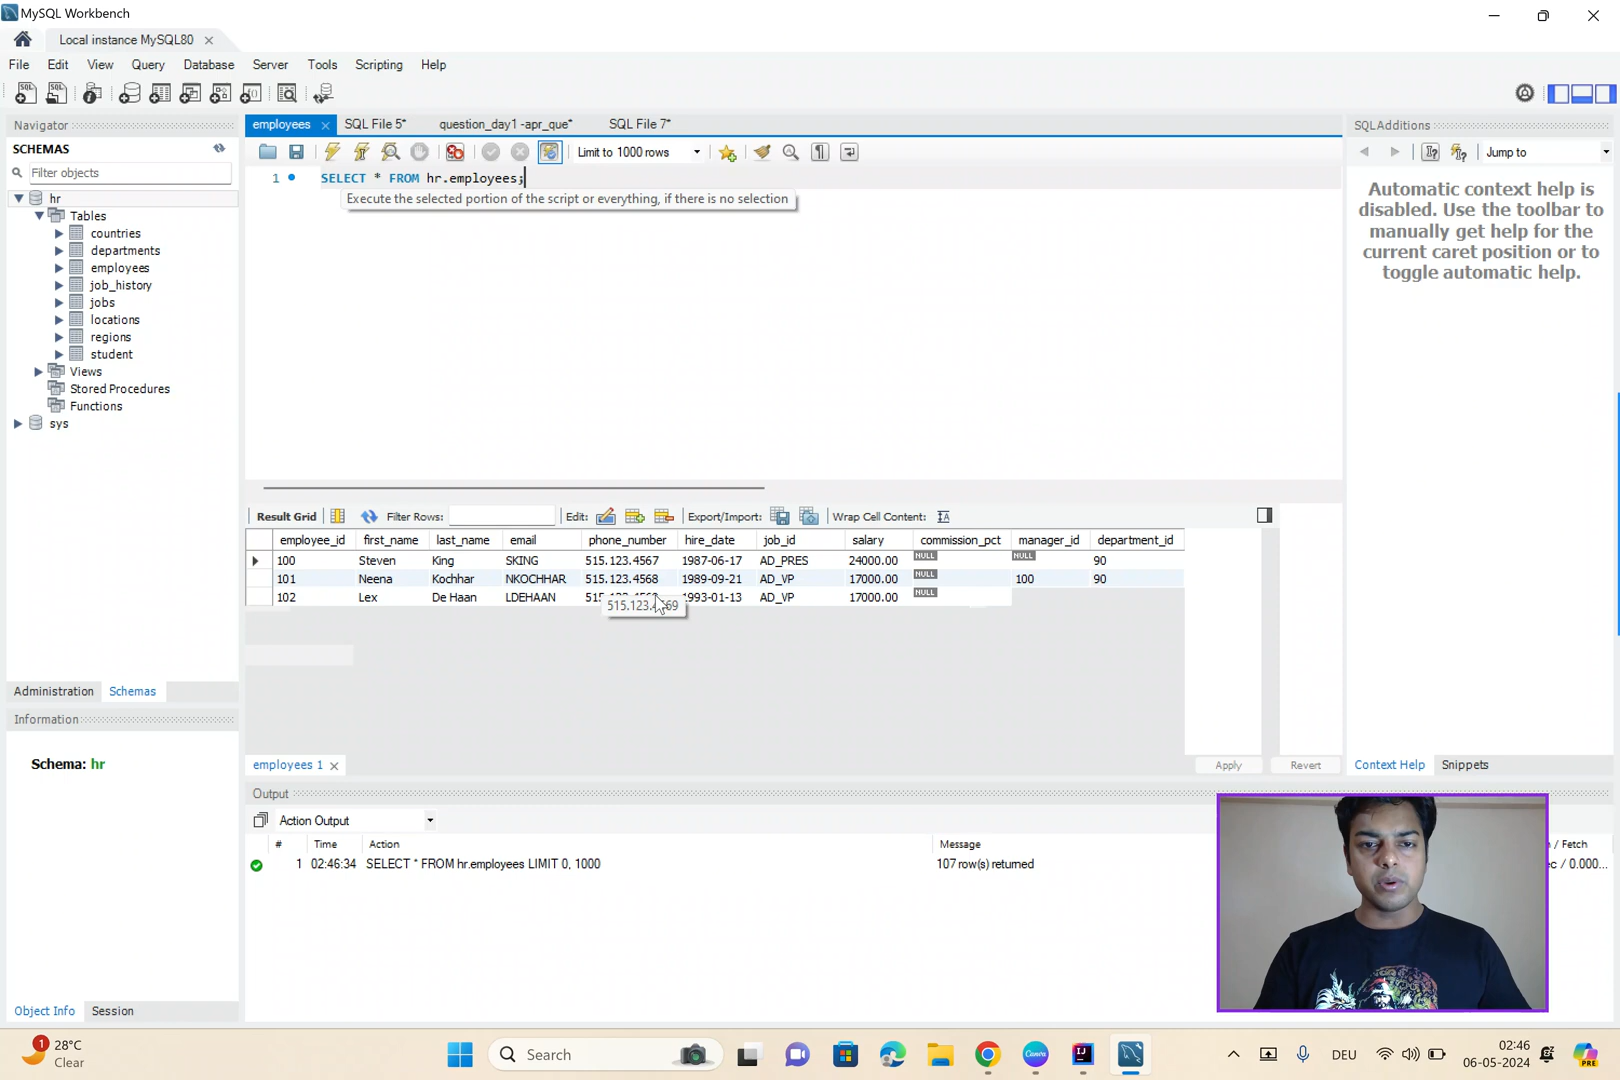 MySQL Workbench
Local instance MySQL80
File Edit View Query Database Server Tools Scripting Help
Navigator
SCHEMAS
Filter objects
hr
Tables
countries
departments
employees
job_history
jobs
locations
regions
student
Views
Stored Procedures
Functions
sys
Administration Schemas
Information
Schema: hr
Object Info Session
employees SQL File 5* question_day1 -apr_que* SQL File 7*
Limit to 1000 rows
1 SELECT * FROM hr.employees;
Execute the selected portion of the script or everything, if there is no selection
Result Grid Filter Rows: Edit: Export/Import: Wrap Cell Content:
employee_id first_name last_name email phone_number hire_date job_id salary commission_pct manager_id department_id
100 Steven King SKING 515.123.4567 1987-06-17 AD_PRES 24000.00 NULL NULL 90
101 Neena Kochhar NKOCHHAR 515.123.4568 1989-09-21 AD_VP 17000.00 NULL 100 90
102 Lex De Haan LDEHAAN 1993-01-13 AD_VP 17000.00 NULL
employees 1
Apply Revert
Output
Action Output
# Time Action Message / Fetch
1 02:46:34 SELECT * FROM hr.employees LIMIT 0, 1000 107 row(s) returned ec / 0.000...
SQLAdditions
Jump to
Automatic context help is
disabled. Use the toolbar to
manually get help for the
current caret position or to
toggle automatic help.
Context Help Snippets
1
28°C
Clear
Search
Canva
IJ
DEU
02:46
06-05-2024
PRE